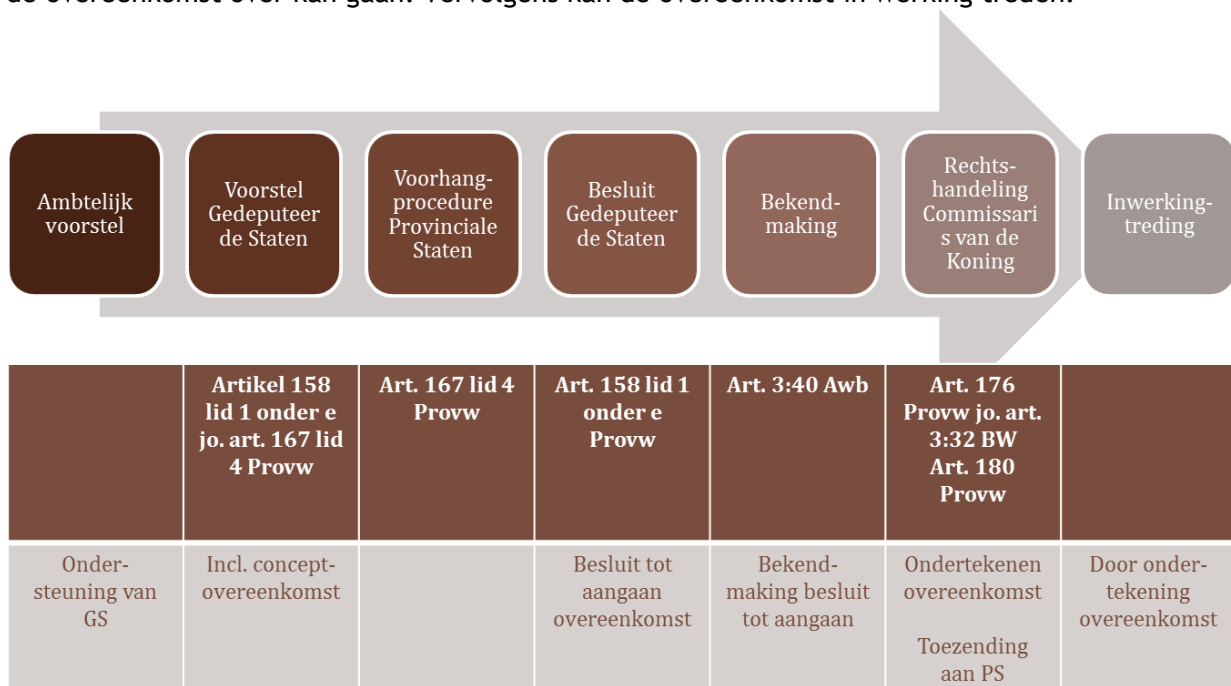 de overeenkomst over kan gaan. Vervolgens kan de overeenkomst in werking treden.
Ambtelijk
voorstel
Voorstel
Gedeputeer
de Staten
Voorhang-
procedure
Provinciale
Staten
Besluit
Gedeputeer
de Staten
Bekend-
making
Rechts-
handeling
Commissari
s van de
Koning
Inwerking-
treding
Artikel 158
lid 1 onder e
jo. art. 167 lid
4 Provw
Art. 167 lid 4
Provw
Art. 158 lid 1
onder e
Provw
Art. 3:40 Awb
Art. 176
Provw jo. art.
3:32 BW
Art. 180
Provw
Onder-
steuning van
GS
Incl. concept-
overeenkomst
Besluit tot
aangaan
overeenkomst
Bekend-
making besluit
tot aangaan
Ondertekenen
overeenkomst
Toezending
aan PS
Door onder-
tekening
overeenkomst